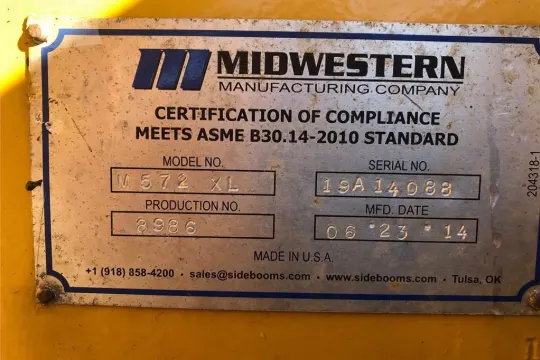 MIDWESTERN
MANUFACTURING COMPANY
CERTIFICATION OF COMPLIANCE
MEETS ASME B30.14-2010 STANDARD
MODEL NO. SERIAL NO.
M 572 XL 19A14088
PRODUCTION NO. MFD. DATE
8986 06 23 14
MADE IN U.S.A.
+1 (918) 858-4200 · sales@sidebooms.com · www.sidebooms.com · Tulsa, OK
204318-1